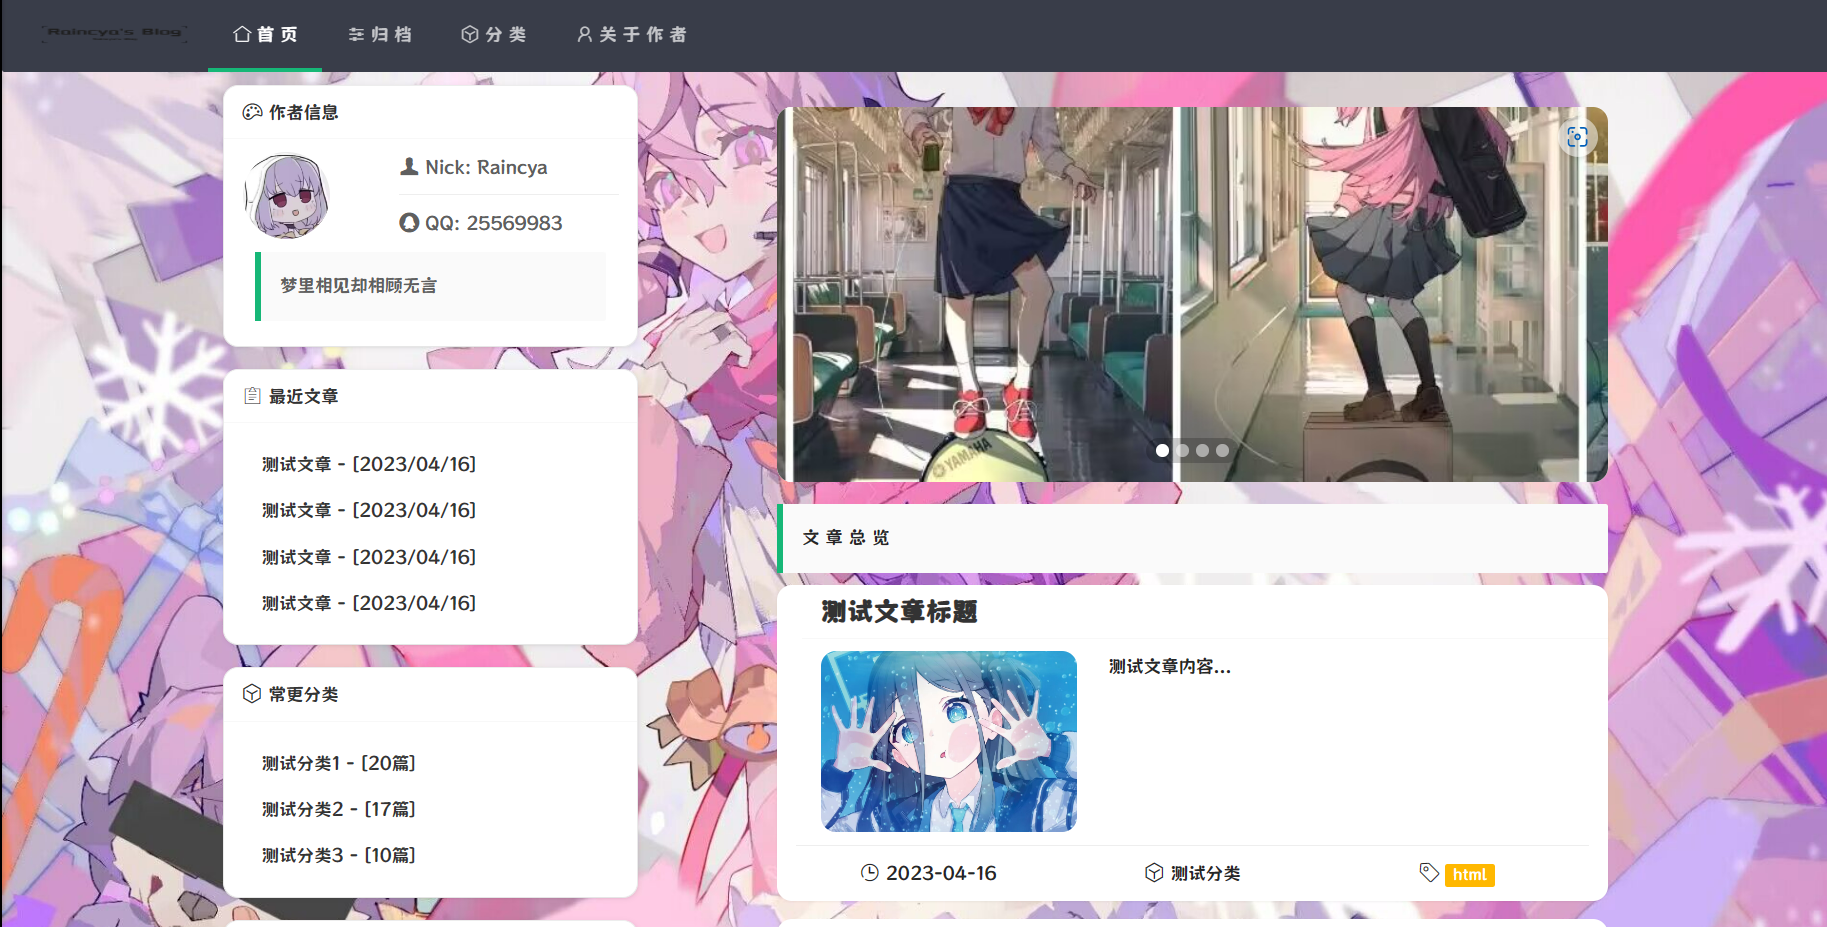 Raincya's Blog
首页
归档
分类
关于作者
作者信息
Nick: Raincya
QQ: 25569983
梦里相见却相顾无言
最近文章
测试文章 - [2023/04/16]
测试文章 - [2023/04/16]
测试文章 - [2023/04/16]
测试文章 - [2023/04/16]
常更分类
测试分类1 - [20篇]
测试分类2 - [17篇]
测试分类3 - [10篇]
YAMAHA
文章总览
测试文章标题
测试文章内容...
2023-04-16
测试分类
html